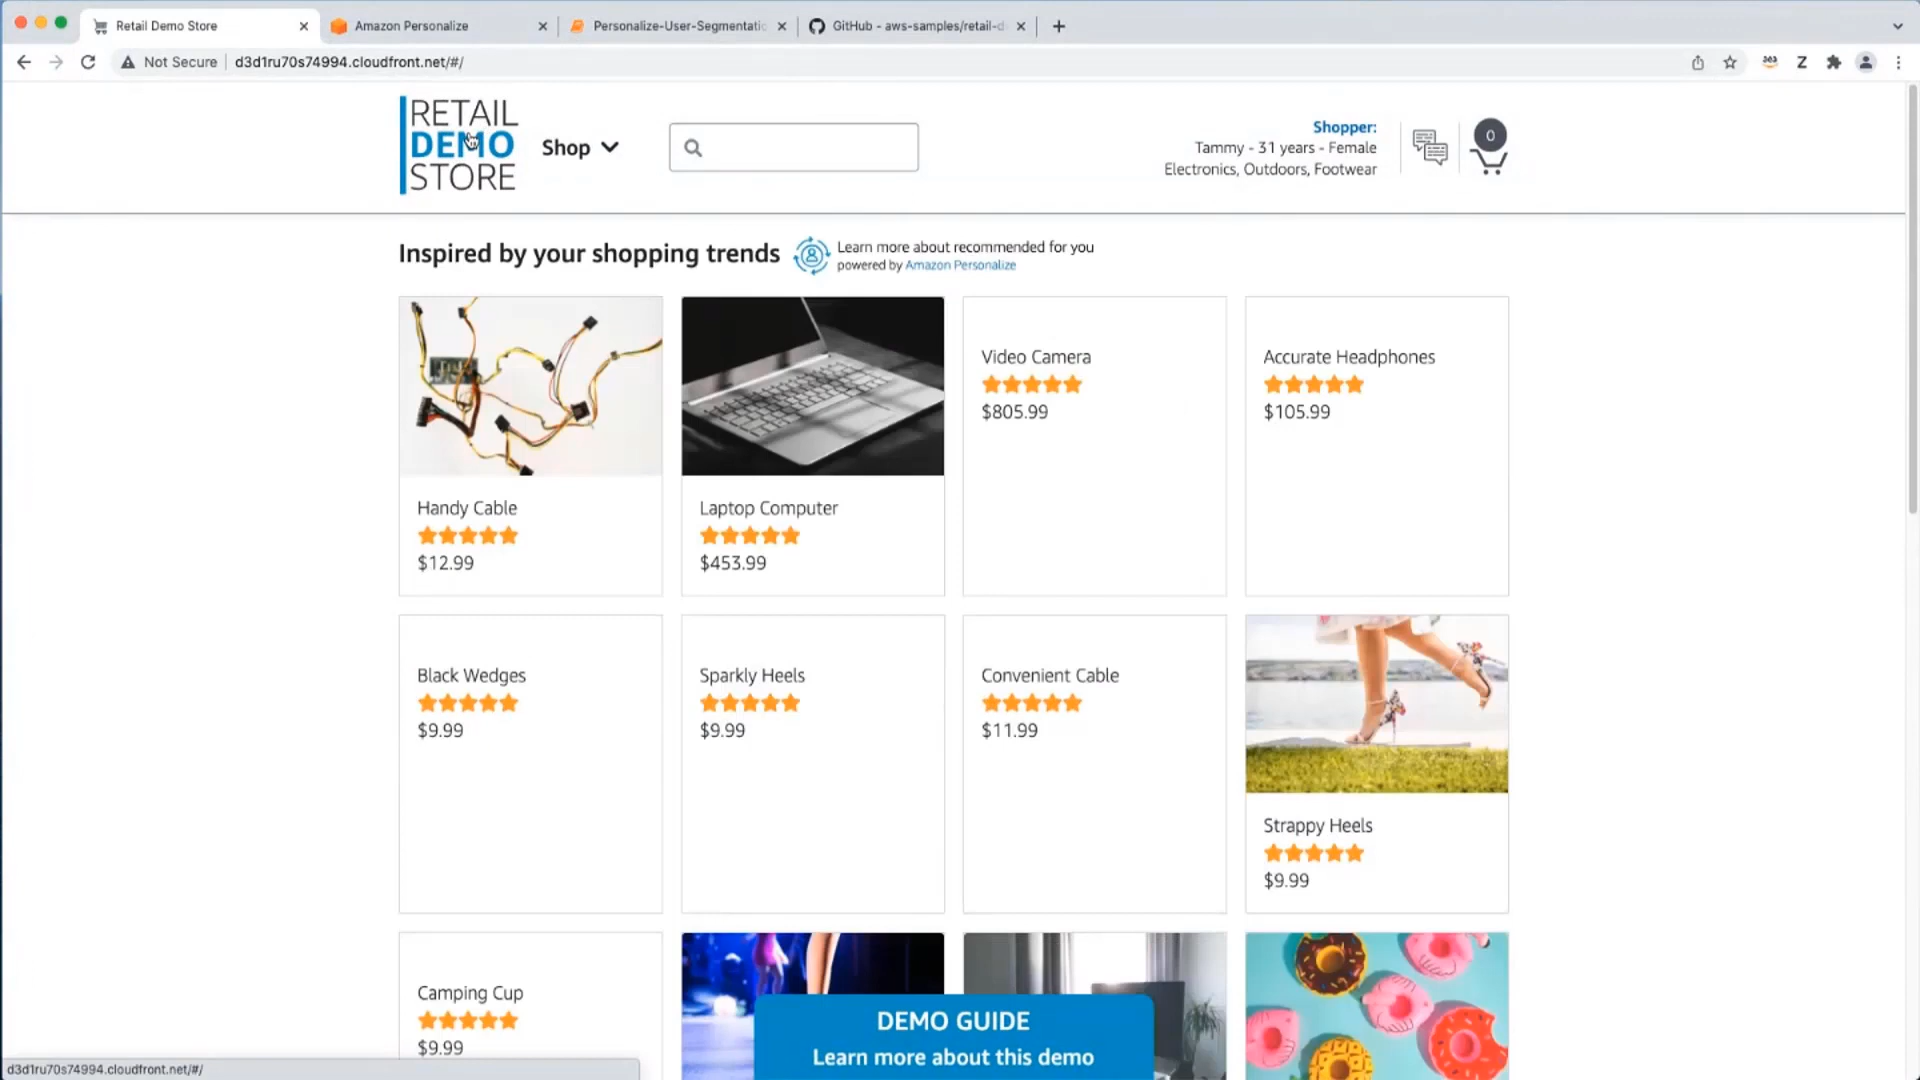 Retail Demo Store
Amazon Personalize
Personalize-User-Segmentatic
GitHub - aws-samples/retail-d
Not Secure
d3d1ru70s74994.cloudfront.net/#/
RETAIL
DEMO
STORE
Shop
Shopper:
Tammy - 31 years - Female
Electronics, Outdoors, Footwear
0
Inspired by your shopping trends
Learn more about recommended for you
powered by Amazon Personalize
Handy Cable
$12.99
Laptop Computer
$453.99
Video Camera
$805.99
Accurate Headphones
$105.99
Black Wedges
$9.99
Sparkly Heels
$9.99
Convenient Cable
$11.99
Strappy Heels
$9.99
Camping Cup
$9.99
DEMO GUIDE
Learn more about this demo
d3d1ru70s74994.cloudfront.net/#/